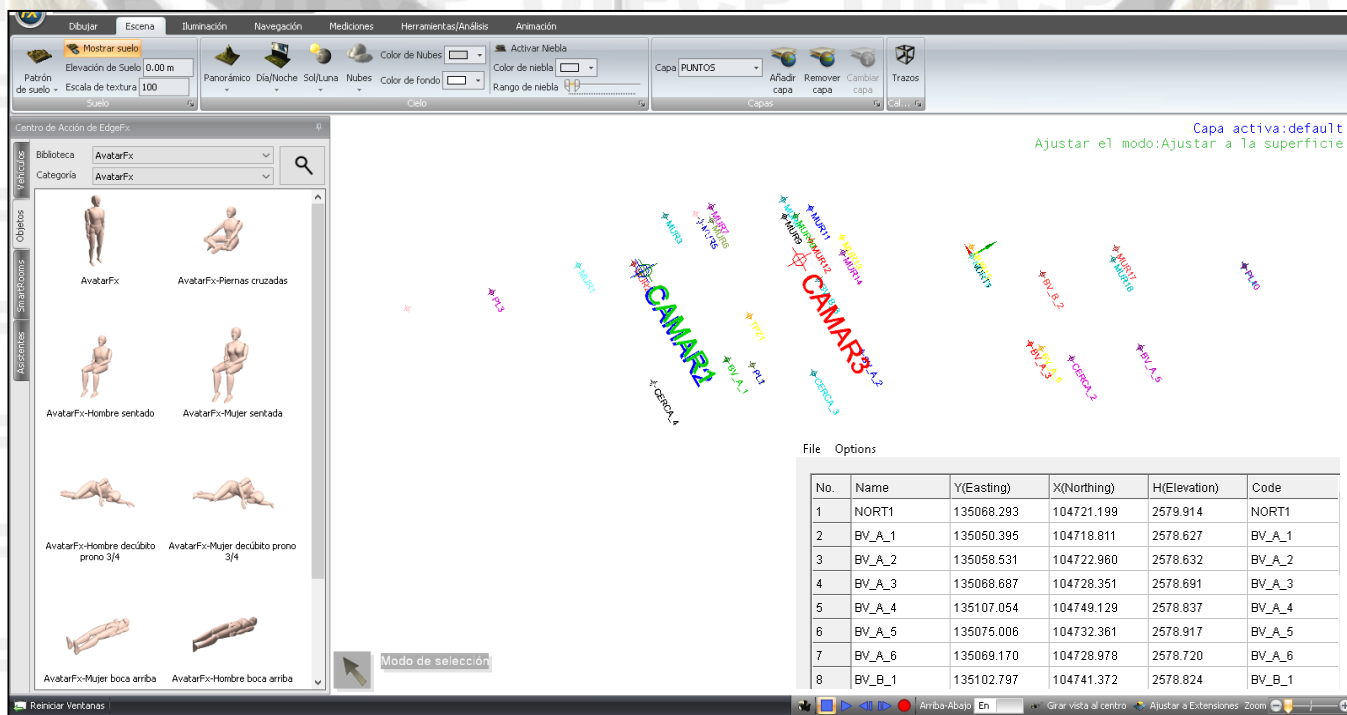 FX
Dibujar Escena Iluminación Navegación Mediciones Herramientas/Análisis Animación
Mostrar suelo
Elevación de Suelo 0.00 m
Escala de textura 100
Patrón de suelo
Suelo
Panorámico Día/Noche Sol/Luna Nubes
Color de Nubes
Color de fondo
Activar Niebla
Color de niebla
Rango de niebla
Cielo
Capa PUNTOS
Añadir capa
Remover capa
Cambiar capa
Capas
Trazos
Cal...
Centro de Acción de EdgeFx
Vehículos
Objetos
SmartRooms
Asistentes
Biblioteca AvatarFx
Categoría AvatarFx
AvatarFx AvatarFx-Piernas cruzadas
AvatarFx-Hombre sentado AvatarFx-Mujer sentada
AvatarFx-Hombre decúbito prono 3/4 AvatarFx-Mujer decúbito prono 3/4
AvatarFx-Mujer boca arriba AvatarFx-Hombre boca arriba
Capa activa:default
Ajustar el modo:Ajustar a la superficie
MUR3
MUR7
MUR6
MUR5
MUR1
PL3
CAMAR2
CERCA_4
BV_A_1
PL1
MUR11
MUR9
MUR12
MUR14
CAMAR3
BV_A_2
CERCA_3
BV_B_2
MUR17
MUR18
PL10
BV_A_3
CERCA_2
BV_A_5
File Options
No. Name Y(Easting) X(Northing) H(Elevation) Code
1 NORT1 135068.293 104721.199 2579.914 NORT1
2 BV_A_1 135050.395 104718.811 2578.627 BV_A_1
3 BV_A_2 135058.531 104722.960 2578.632 BV_A_2
4 BV_A_3 135068.687 104728.351 2578.691 BV_A_3
5 BV_A_4 135107.054 104749.129 2578.837 BV_A_4
6 BV_A_5 135075.006 104732.361 2578.917 BV_A_5
7 BV_A_6 135069.170 104728.978 2578.720 BV_A_6
8 BV_B_1 135102.797 104741.372 2578.824 BV_B_1
Modo de selección
Reiniciar Ventanas
Arriba-Abajo En Girar vista al centro Ajustar a Extensiones Zoom